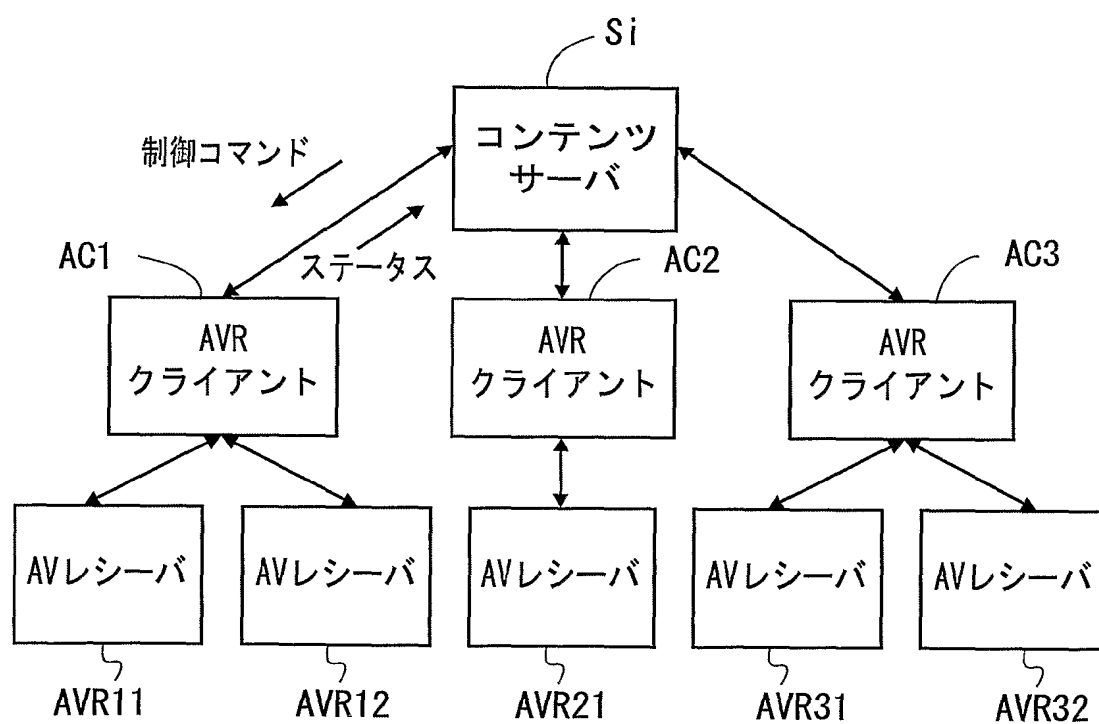 Si
コンテンツ
サーバ
制御コマンド
ステータス
AC1
AC2
AC3
AVR
クライアント
AVR
クライアント
AVR
クライアント
AVレシーバ
AVレシーバ
AVレシーバ
AVレシーバ
AVレシーバ
AVR11
AVR12
AVR21
AVR31
AVR32